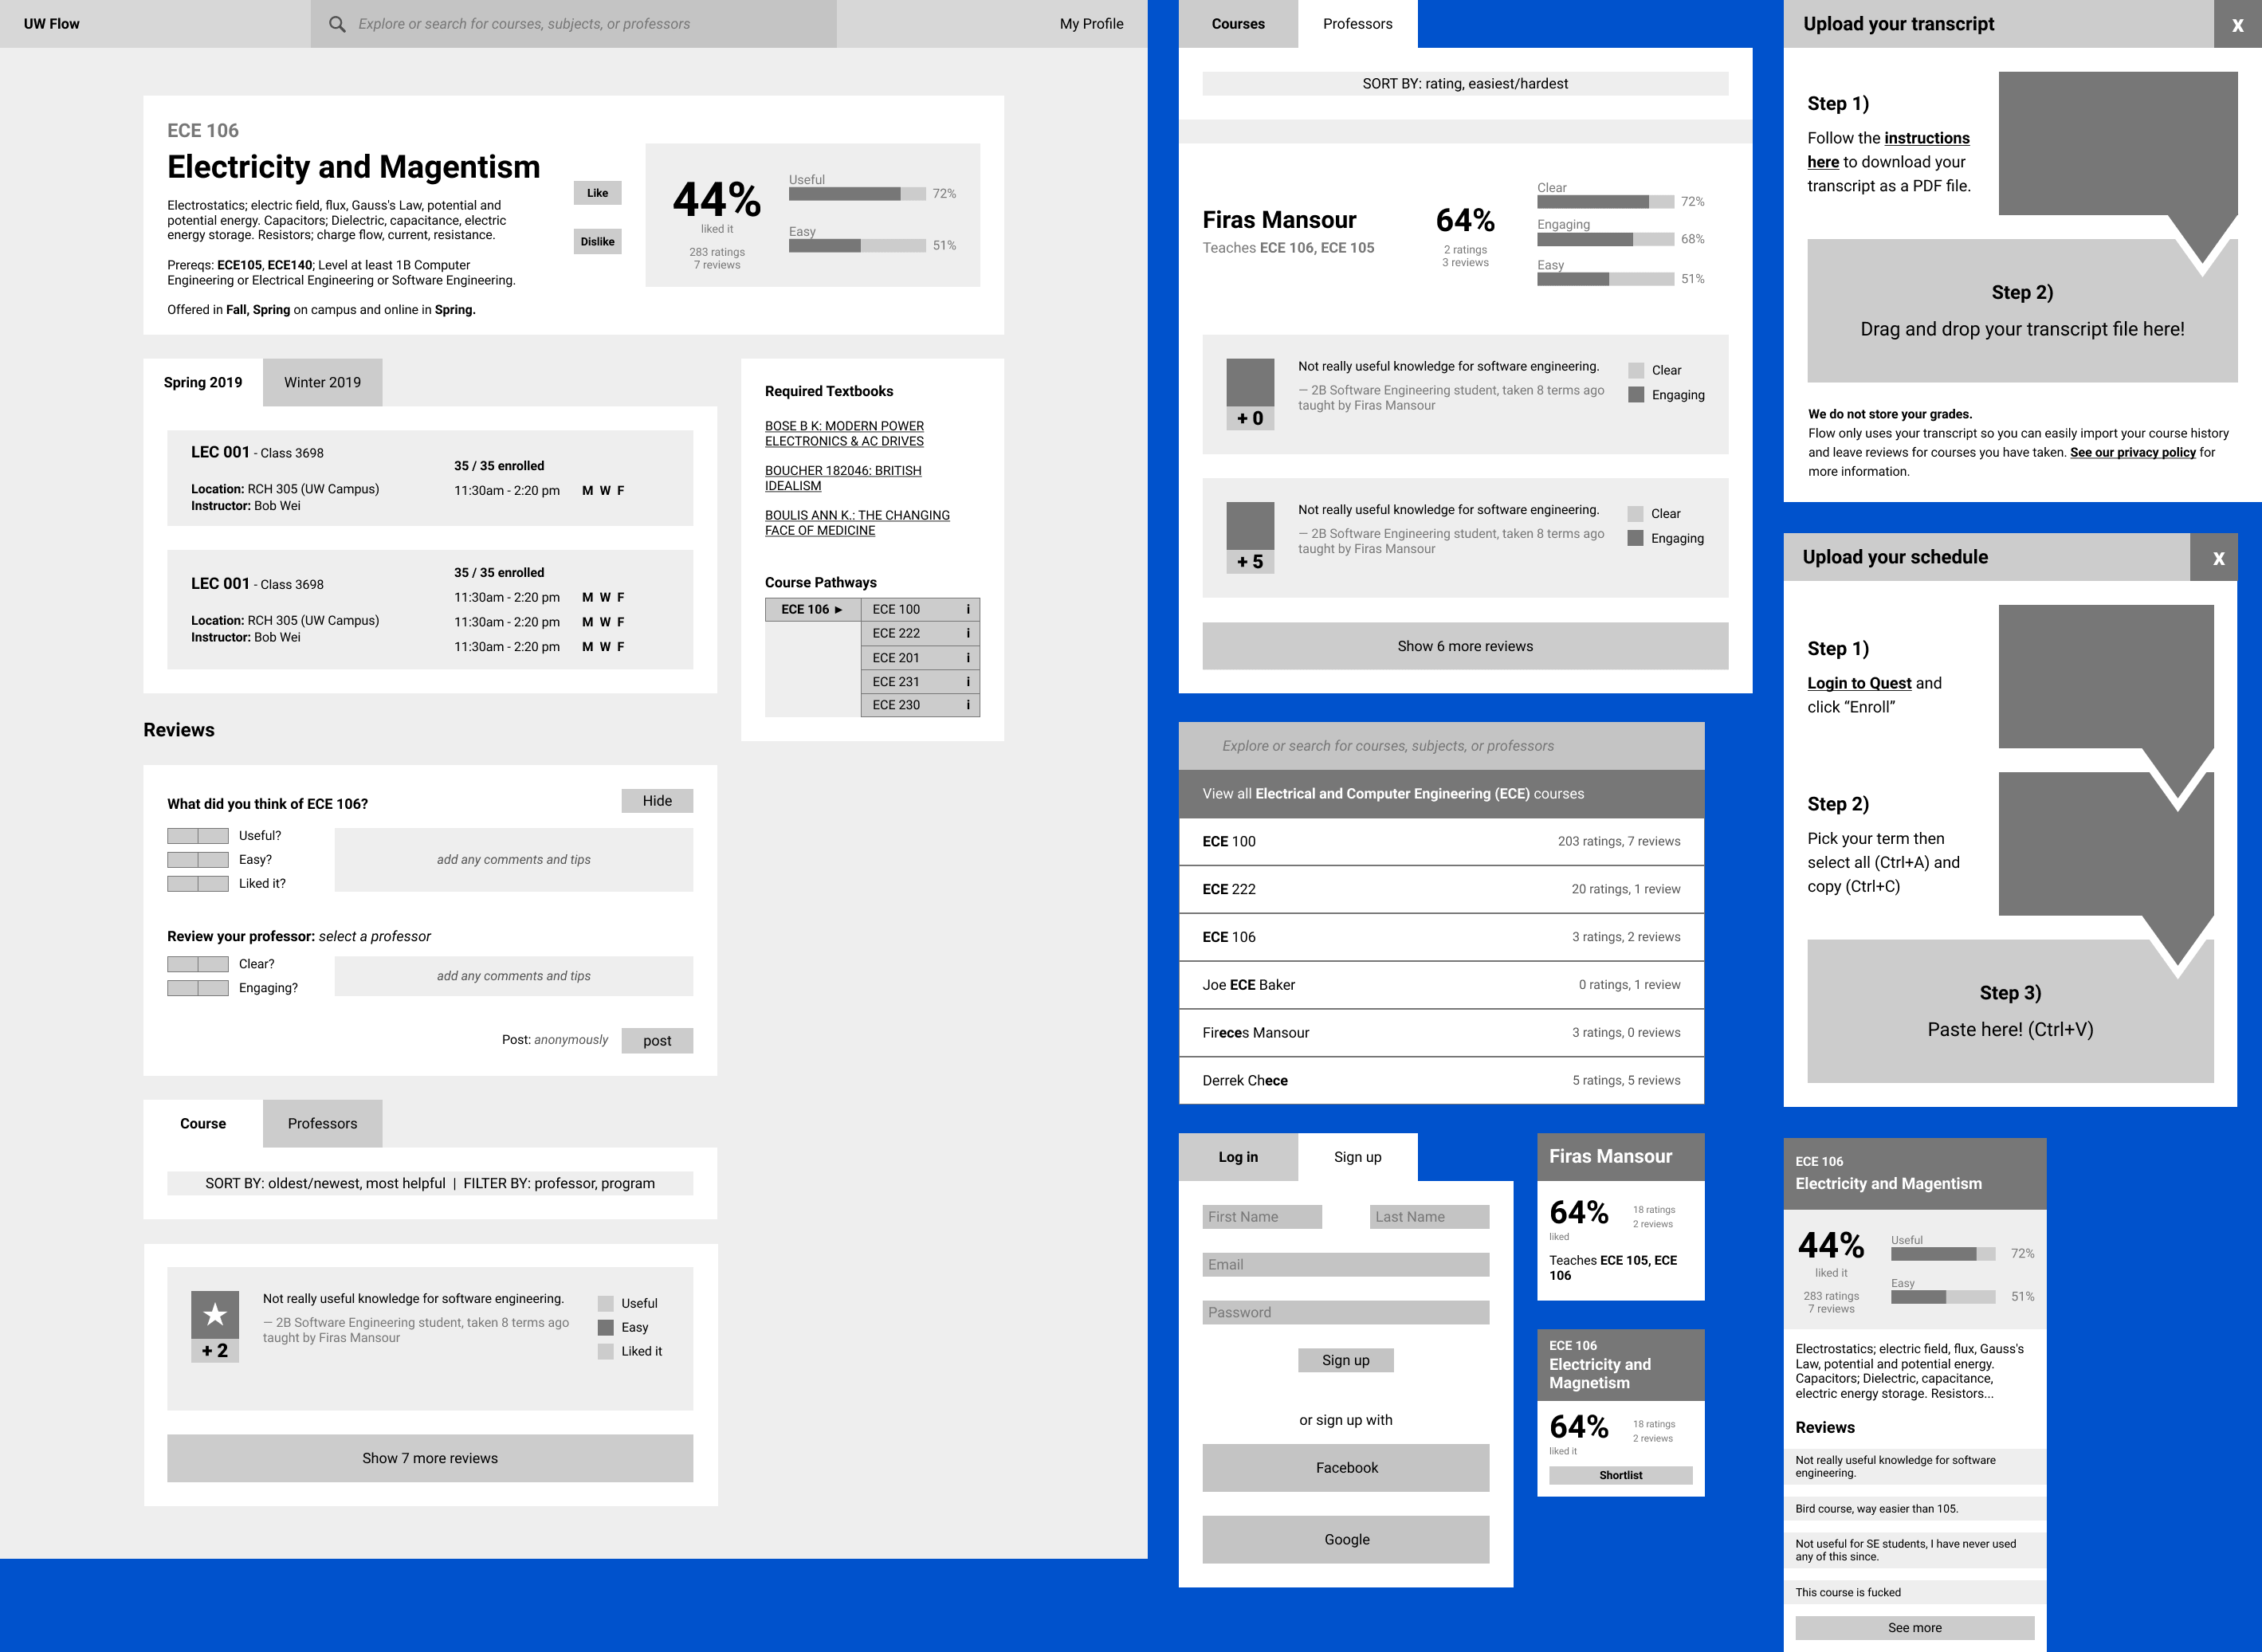 UW Flow
Explore or search for courses, subjects, or professors
My Profile
ECE 106
Electricity and Magentism
Electrostatics; electric field, flux, Gauss's Law, potential and
potential energy. Capacitors; Dielectric, capacitance, electric
energy storage. Resistors; charge flow, current, resistance.
Prereqs: ECE105, ECE140; Level at least 1B Computer
Engineering or Electrical Engineering or Software Engineering.
Offered in Fall, Spring on campus and online in Spring.
Like
Dislike
44%
liked it
283 ratings
7 reviews
Useful
72%
Easy
51%
Spring 2019
Winter 2019
LEC 001 - Class 3698
Location: RCH 305 (UW Campus)
Instructor: Bob Wei
35 / 35 enrolled
11:30am - 2:20 pm M W F
LEC 001 - Class 3698
Location: RCH 305 (UW Campus)
Instructor: Bob Wei
35 / 35 enrolled
11:30am - 2:20 pm M W F
11:30am - 2:20 pm M W F
11:30am - 2:20 pm M W F
Required Textbooks
BOSE B K: MODERN POWER
ELECTRONICS & AC DRIVES
BOUCHER 182046: BRITISH
IDEALISM
BOULIS ANN K.: THE CHANGING
FACE OF MEDICINE
Course Pathways
ECE 106 ►
ECE 100 i
ECE 222 i
ECE 201 i
ECE 231 i
ECE 230 i
Reviews
What did you think of ECE 106?
Hide
Useful?
Easy?
Liked it?
add any comments and tips
Review your professor: select a professor
Clear?
Engaging?
add any comments and tips
Post: anonymously
post
Course
Professors
SORT BY: oldest/newest, most helpful | FILTER BY: professor, program
★
+ 2
Not really useful knowledge for software engineering.
— 2B Software Engineering student, taken 8 terms ago
taught by Firas Mansour
Useful
Easy
Liked it
Show 7 more reviews
Courses
Professors
SORT BY: rating, easiest/hardest
Firas Mansour
Teaches ECE 106, ECE 105
64%
2 ratings
3 reviews
Clear
72%
Engaging
68%
Easy
51%
+ 0
Not really useful knowledge for software engineering.
— 2B Software Engineering student, taken 8 terms ago
taught by Firas Mansour
Clear
Engaging
+ 5
Not really useful knowledge for software engineering.
— 2B Software Engineering student, taken 8 terms ago
taught by Firas Mansour
Clear
Engaging
Show 6 more reviews
Explore or search for courses, subjects, or professors
View all Electrical and Computer Engineering (ECE) courses
ECE 100 203 ratings, 7 reviews
ECE 222 20 ratings, 1 review
ECE 106 3 ratings, 2 reviews
Joe ECE Baker 0 ratings, 1 review
Fireces Mansour 3 ratings, 0 reviews
Derrek Chece 5 ratings, 5 reviews
Log in
Sign up
First Name
Last Name
Email
Password
Sign up
or sign up with
Facebook
Google
Firas Mansour
64%
liked
18 ratings
2 reviews
Teaches ECE 105, ECE
106
ECE 106
Electricity and
Magnetism
64%
liked it
18 ratings
2 reviews
Shortlist
Upload your transcript
X
Step 1)
Follow the instructions
here to download your
transcript as a PDF file.
Step 2)
Drag and drop your transcript file here!
We do not store your grades.
Flow only uses your transcript so you can easily import your course history
and leave reviews for courses you have taken. See our privacy policy for
more information.
Upload your schedule
X
Step 1)
Login to Quest and
click “Enroll”
Step 2)
Pick your term then
select all (Ctrl+A) and
copy (Ctrl+C)
Step 3)
Paste here! (Ctrl+V)
ECE 106
Electricity and Magentism
44%
liked it
283 ratings
7 reviews
Useful
72%
Easy
51%
Electrostatics; electric field, flux, Gauss's
Law, potential and potential energy.
Capacitors; Dielectric, capacitance,
electric energy storage. Resistors...
Reviews
Not really useful knowledge for software
engineering.
Bird course, way easier than 105.
Not useful for SE students, I have never used
any of this since.
This course is fucked
See more